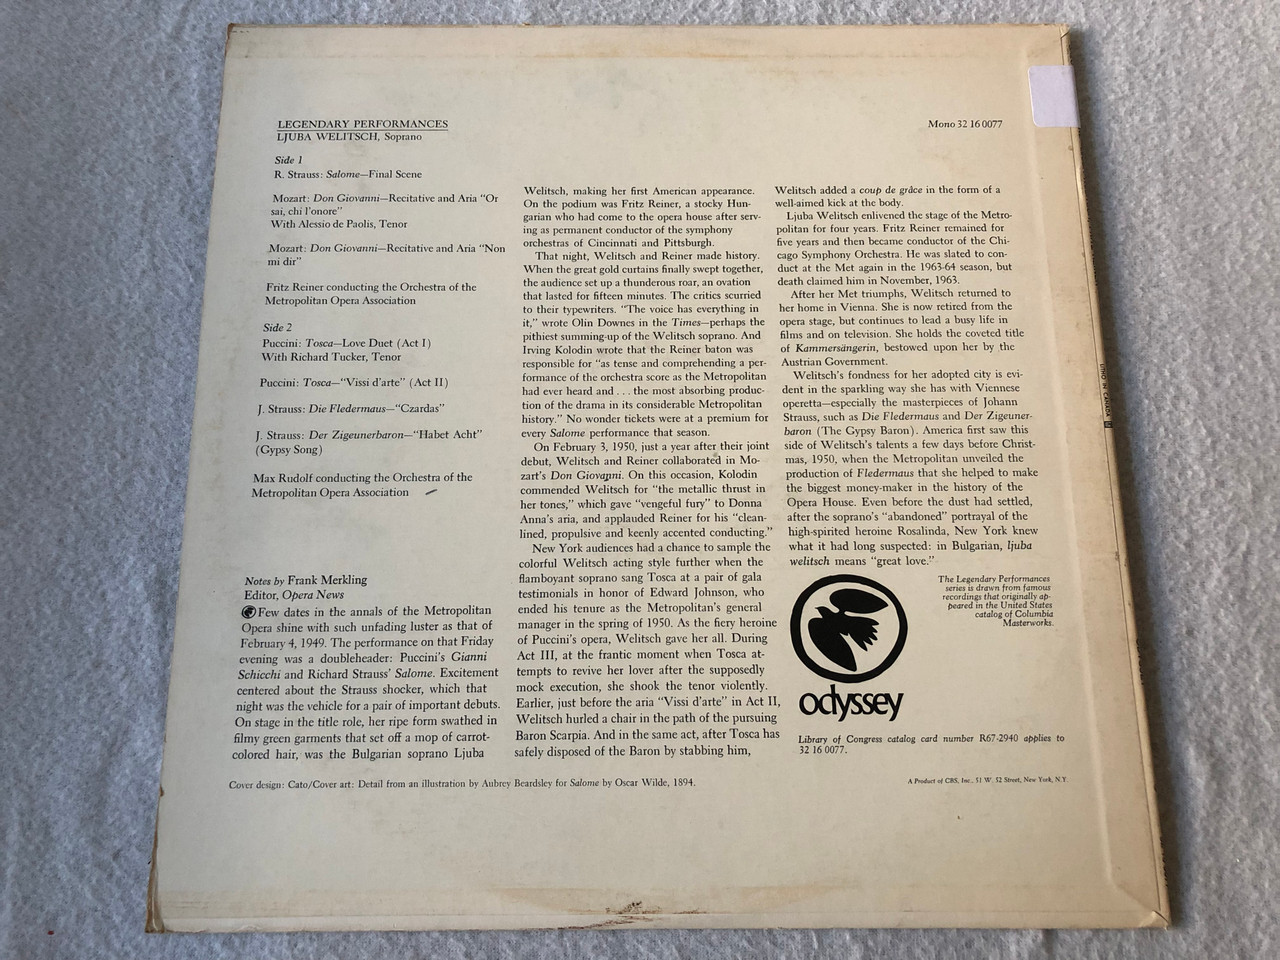 LEGENDARY PERFORMANCES
LJUBA WELITSCH, Soprano
Mono 32 16 0077
Side 1
R. Strauss: Salome—Final Scene
Mozart: Don Giovanni—Recitative and Aria “Or
sai, chi l'onore”
With Alessio de Paolis, Tenor
Mozart: Don Giovanni—Recitative and Aria “Non
mi dir”
Fritz Reiner conducting the Orchestra of the
Metropolitan Opera Association
Side 2
Puccini: Tosca—Love Duet (Act I)
With Richard Tucker, Tenor
Puccini: Tosca—“Vissi d'arte” (Act II)
J. Strauss: Die Fledermaus—“Czardas”
J. Strauss: Der Zigeunerbaron—“Habet Acht”
(Gypsy Song)
Max Rudolf conducting the Orchestra of the
Metropolitan Opera Association
Notes by Frank Merkling
Editor, Opera News
Few dates in the annals of the Metropolitan
Opera shine with such unfading luster as that of
February 4, 1949. The performance on that Friday
evening was a doubleheader: Puccini's Gianni
Schicchi and Richard Strauss' Salome. Excitement
centered about the Strauss shocker, which that
night was the vehicle for a pair of important debuts.
On stage in the title role, her ripe form swathed in
filmy green garments that set off a mop of carrot-
colored hair, was the Bulgarian soprano Ljuba
Welitsch, making her first American appearance.
On the podium was Fritz Reiner, a stocky Hun-
garian who had come to the opera house after serv-
ing as permanent conductor of the symphony
orchestras of Cincinnati and Pittsburgh.
That night, Welitsch and Reiner made history.
When the great gold curtains finally swept together,
the audience set up a thunderous roar, an ovation
that lasted for fifteen minutes. The critics scurried
to their typewriters. “The voice has everything in
it,” wrote Olin Downes in the Times—perhaps the
pithiest summing-up of the Welitsch soprano. And
Irving Kolodin wrote that the Reiner baton was
responsible for “as tense and comprehending a per-
formance of the orchestra score as the Metropolitan
had ever heard and . . . the most absorbing produc-
tion of the drama in its considerable Metropolitan
history.” No wonder tickets were at a premium for
every Salome performance that season.
On February 3, 1950, just a year after their joint
debut, Welitsch and Reiner collaborated in Mo-
zart's Don Giovanni. On this occasion, Kolodin
commended Welitsch for “the metallic thrust in
her tones,” which gave “vengeful fury” to Donna
Anna's aria, and applauded Reiner for his “clean-
lined, propulsive and keenly accented conducting.”
New York audiences had a chance to sample the
colorful Welitsch acting style further when the
flamboyant soprano sang Tosca at a pair of gala
testimonials in honor of Edward Johnson, who
ended his tenure as the Metropolitan's general
manager in the spring of 1950. As the fiery heroine
of Puccini's opera, Welitsch gave her all. During
Act III, at the frantic moment when Tosca at-
tempts to revive her lover after the supposedly
mock execution, she shook the tenor violently.
Earlier, just before the aria “Vissi d'arte” in Act II,
Welitsch hurled a chair in the path of the pursuing
Baron Scarpia. And in the same act, after Tosca has
safely disposed of the Baron by stabbing him,
Welitsch added a coup de grâce in the form of a
well-aimed kick at the body.
Ljuba Welitsch enlivened the stage of the Metro-
politan for four years. Fritz Reiner remained for
five years and then became conductor of the Chi-
cago Symphony Orchestra. He was slated to con-
duct at the Met again in the 1963-64 season, but
death claimed him in November, 1963.
After her Met triumphs, Welitsch returned to
her home in Vienna. She is now retired from the
opera stage, but continues to lead a busy life in
films and on television. She holds the coveted title
of Kammersängerin, bestowed upon her by the
Austrian Government.
Welitsch's fondness for her adopted city is evi-
dent in the sparkling way she has with Viennese
operetta—especially the masterpieces of Johann
Strauss, such as Die Fledermaus and Der Zigeuner-
baron (The Gypsy Baron). America first saw this
side of Welitsch's talents a few days before Christ-
mas, 1950, when the Metropolitan unveiled the
production of Fledermaus that she helped to make
the biggest money-maker in the history of the
Opera House. Even before the dust had settled,
after the soprano's “abandoned” portrayal of the
high-spirited heroine Rosalinda, New York knew
what it had long suspected: in Bulgarian, ljuba
welitsch means “great love.”
The Legendary Performances
series is drawn from famous
recordings that originally ap-
peared in the United States
catalog of Columbia
Masterworks.
odyssey
Library of Congress catalog card number R67-2940 applies to
32 16 0077.
Cover design: Cato/Cover art: Detail from an illustration by Aubrey Beardsley for Salome by Oscar Wilde, 1894.
A Product of CBS, Inc., 51 W. 52 Street, New York, N.Y.